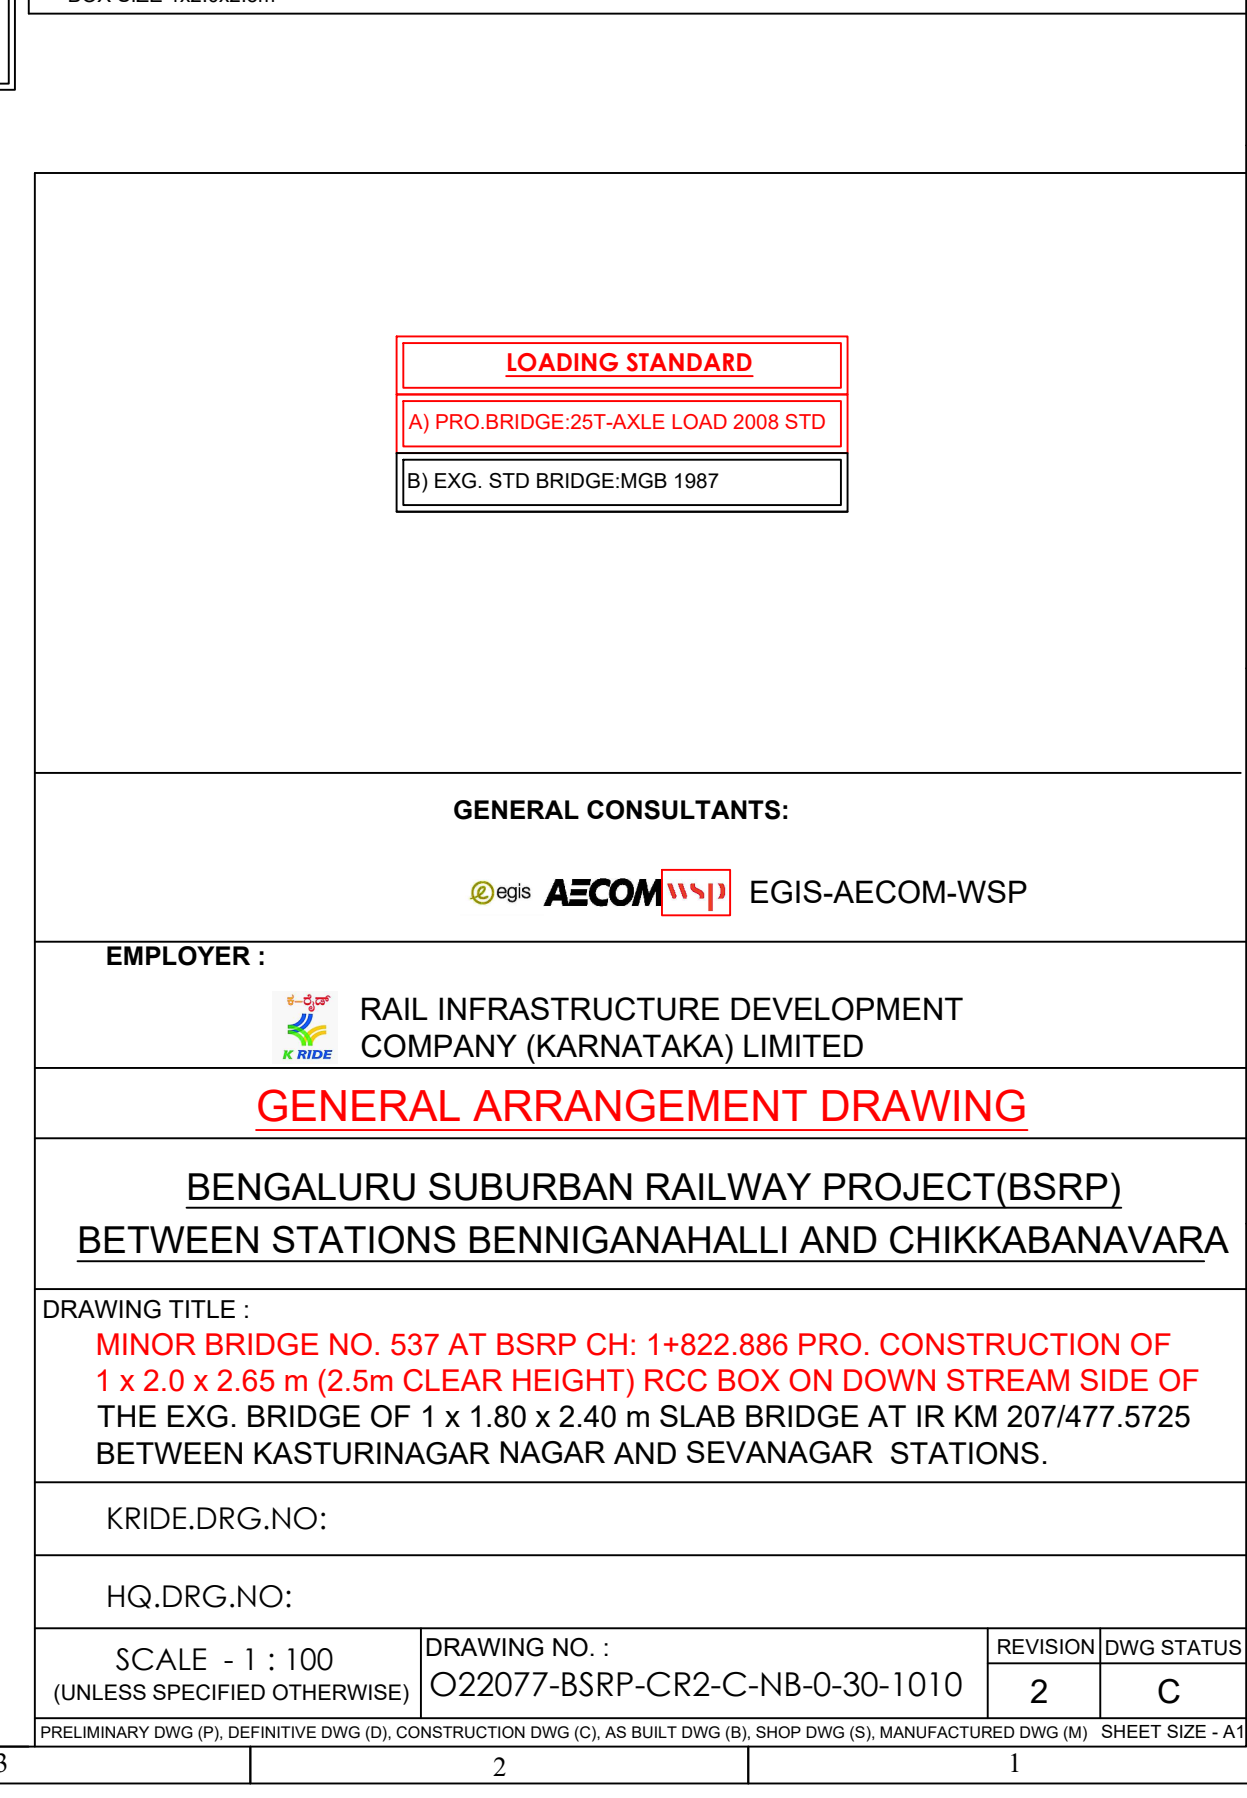 LOADING STANDARD
A) PRO.BRIDGE:25T-AXLE LOAD 2008 STD
B) EXG. STD BRIDGE:MGB 1987
GENERAL CONSULTANTS:
egis AECOM wsp EGIS-AECOM-WSP
EMPLOYER :
ಕ-ರೈಡ್
K RIDE
RAIL INFRASTRUCTURE DEVELOPMENT
COMPANY (KARNATAKA) LIMITED
GENERAL ARRANGEMENT DRAWING
BENGALURU SUBURBAN RAILWAY PROJECT(BSRP)
BETWEEN STATIONS BENNIGANAHALLI AND CHIKKABANAVARA
DRAWING TITLE :
MINOR BRIDGE NO. 537 AT BSRP CH: 1+822.886 PRO. CONSTRUCTION OF
1 x 2.0 x 2.65 m (2.5m CLEAR HEIGHT) RCC BOX ON DOWN STREAM SIDE OF
THE EXG. BRIDGE OF 1 x 1.80 x 2.40 m SLAB BRIDGE AT IR KM 207/477.5725
BETWEEN KASTURINAGAR NAGAR AND SEVANAGAR STATIONS.
KRIDE.DRG.NO:
HQ.DRG.NO:
SCALE - 1 : 100
(UNLESS SPECIFIED OTHERWISE)
DRAWING NO. :
O22077-BSRP-CR2-C-NB-0-30-1010
REVISION
2
DWG STATUS
C
PRELIMINARY DWG (P), DEFINITIVE DWG (D), CONSTRUCTION DWG (C), AS BUILT DWG (B), SHOP DWG (S), MANUFACTURED DWG (M) SHEET SIZE - A1
3 2 1